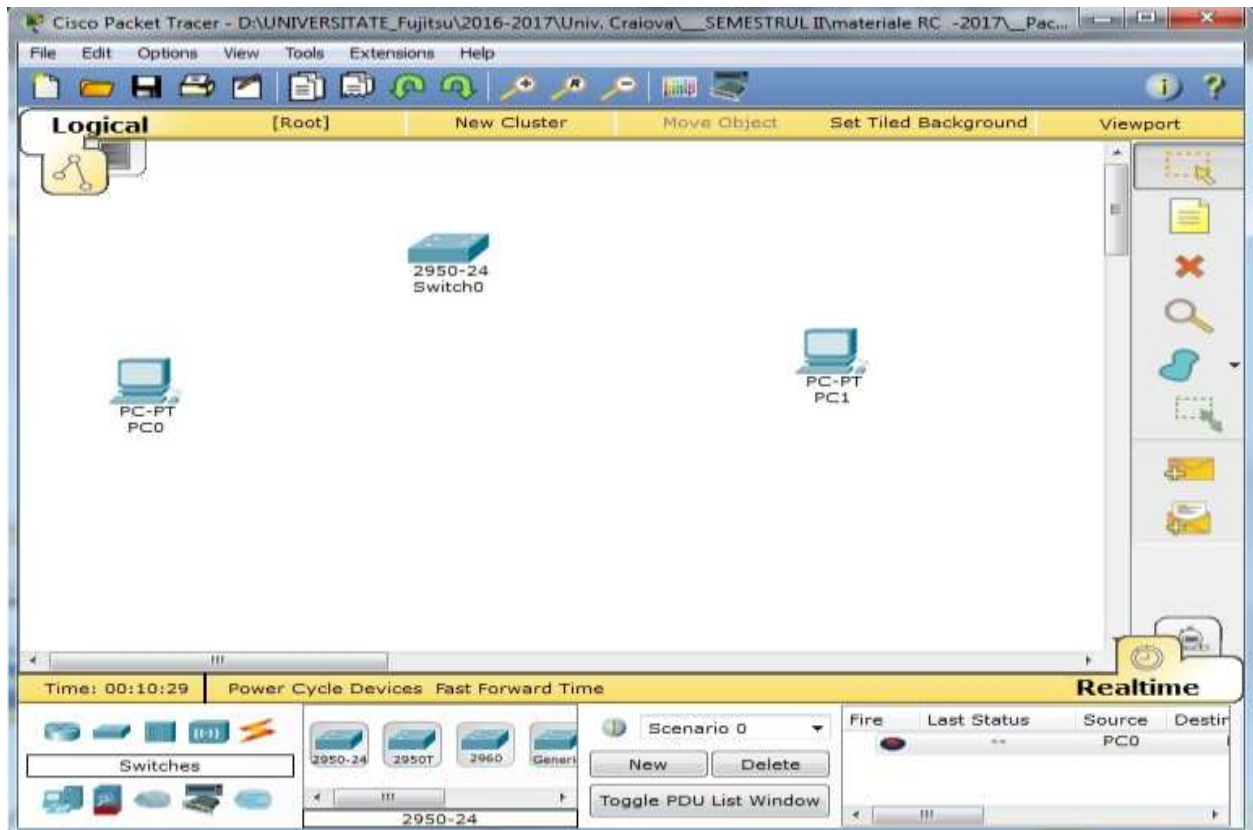 Cisco Packet Tracer - D:\UNIVERSITATE_Fujitsu\2016-2017\Univ. Craiova\__SEMESTRUL II\materiale RC -2017\_Pac...
File Edit Options View Tools Extensions Help
Logical [Root] New Cluster Move Object Set Tiled Background Viewport
2950-24
Switch0
PC-PT
PC1
PC-PT
PC0
Time: 00:10:29 Power Cycle Devices Fast Forward Time Realtime
Fire Last Status Source Destin
Scenario 0
-- PC0
Switches
2950-24 2950T 2960 Generi
New Delete
Toggle PDU List Window
2950-24